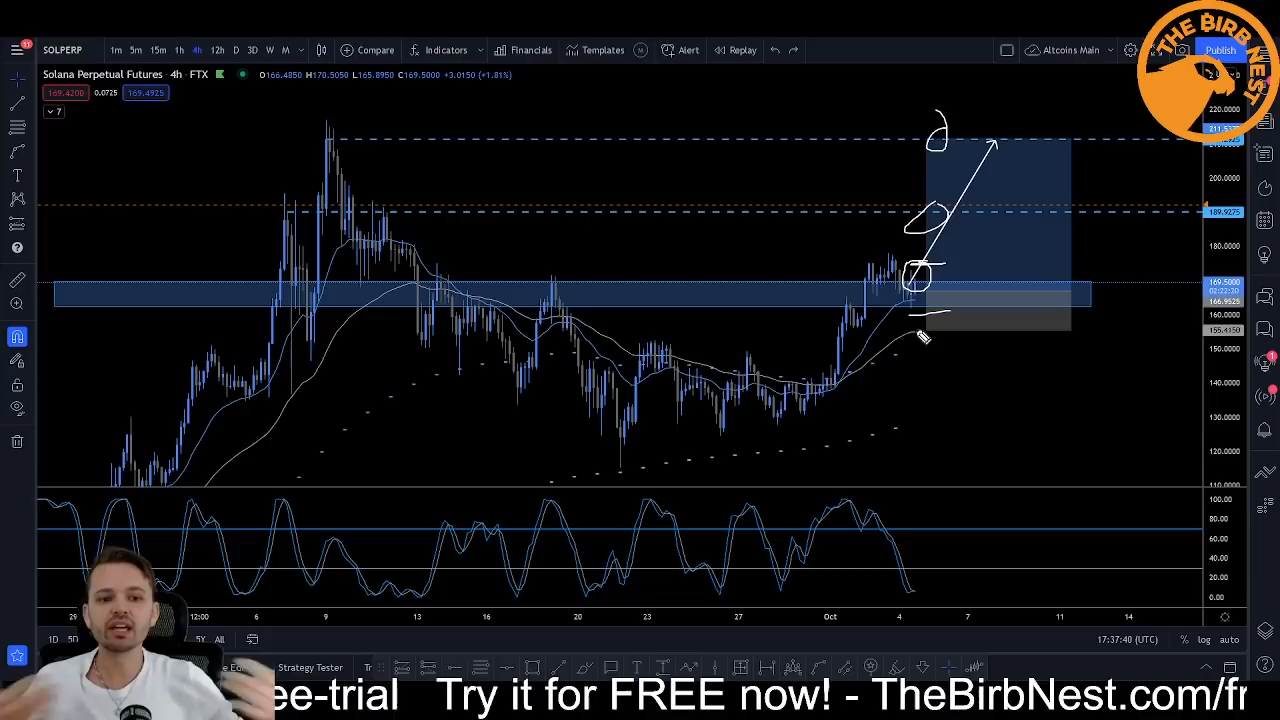 THE BIRB NEST
11
SOLPERP
1m 5m 15m 1h 4h 12h D 3D W M
Compare
Indicators
Financials
Templates
M
Alert
Replay
Altcoins Main
Publish
Solana Perpetual Futures · 4h · FTX
O166.4850 H170.5050 L165.8950 C169.5000 +3.0150 (+1.81%)
169.4200 0.0725 169.4925
7
220.0000
200.0000
189.9275
180.0000
169.5000
02:22:20
166.9525
160.0000
155.4150
150.0000
140.0000
130.0000
120.0000
110.0000
100.00
80.00
60.00
40.00
20.00
0.00
1
29 12:00 6 9 13 16 20 23 27 Oct 4 7 11 14
1D 5D 5Y All
17:37:40 (UTC)
% log auto
Strategy Tester
ee-trial Try it for FREE now! - TheBirbNest.com/fr